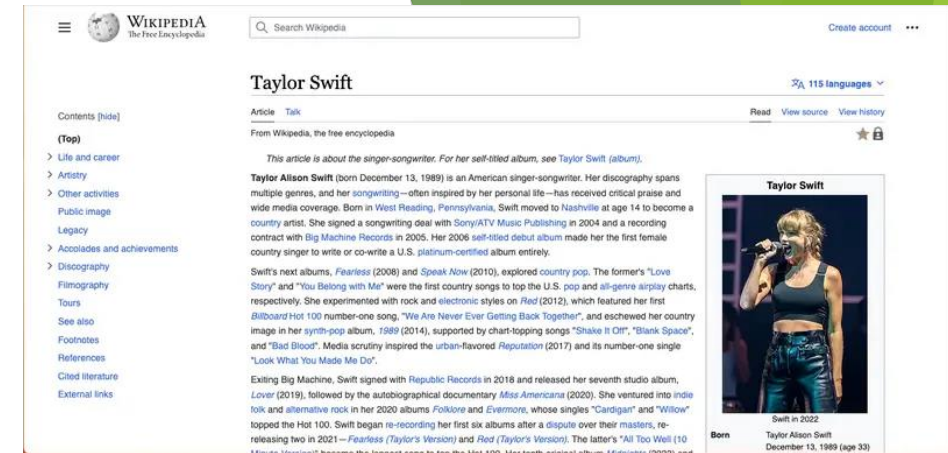 WIKIPEDIA
The Free Encyclopedia
Search Wikipedia
Create account
Taylor Swift
115 languages
Article Talk
Read View source View history
From Wikipedia, the free encyclopedia
Contents [hide]
(Top)
Life and career
Artistry
Other activities
Public image
Legacy
Accolades and achievements
Discography
Filmography
Tours
See also
Footnotes
References
Cited literature
External links
This article is about the singer-songwriter. For her self-titled album, see Taylor Swift (album).
Taylor Alison Swift (born December 13, 1989) is an American singer-songwriter. Her discography spans
multiple genres, and her songwriting—often inspired by her personal life—has received critical praise and
wide media coverage. Born in West Reading, Pennsylvania, Swift moved to Nashville at age 14 to become a
country artist. She signed a songwriting deal with Sony/ATV Music Publishing in 2004 and a recording
contract with Big Machine Records in 2005. Her 2006 self-titled debut album made her the first female
country singer to write or co-write a U.S. platinum-certified album entirely.
Swift's next albums, Fearless (2008) and Speak Now (2010), explored country pop. The former's "Love
Story" and "You Belong with Me" were the first country songs to top the U.S. pop and all-genre airplay charts,
respectively. She experimented with rock and electronic styles on Red (2012), which featured her first
Billboard Hot 100 number-one song, "We Are Never Ever Getting Back Together", and eschewed her country
image in her synth-pop album, 1989 (2014), supported by chart-topping songs "Shake It Off", "Blank Space",
and "Bad Blood". Media scrutiny inspired the urban-flavored Reputation (2017) and its number-one single
"Look What You Made Me Do".
Exiting Big Machine, Swift signed with Republic Records in 2018 and released her seventh studio album,
Lover (2019), followed by the autobiographical documentary Miss Americana (2020). She ventured into indie
folk and alternative rock in her 2020 albums Folklore and Evermore, whose singles "Cardigan" and "Willow"
topped the Hot 100. Swift began re-recording her first six albums after a dispute over their masters, re-
releasing two in 2021—Fearless (Taylor's Version) and Red (Taylor's Version). The latter's "All Too Well (10
Minute Version)" became the longest song to top the Hot 100. Her tenth original album, Midnights (2022) and
Taylor Swift
Swift in 2022
Born Taylor Alison Swift
December 13, 1989 (age 33)